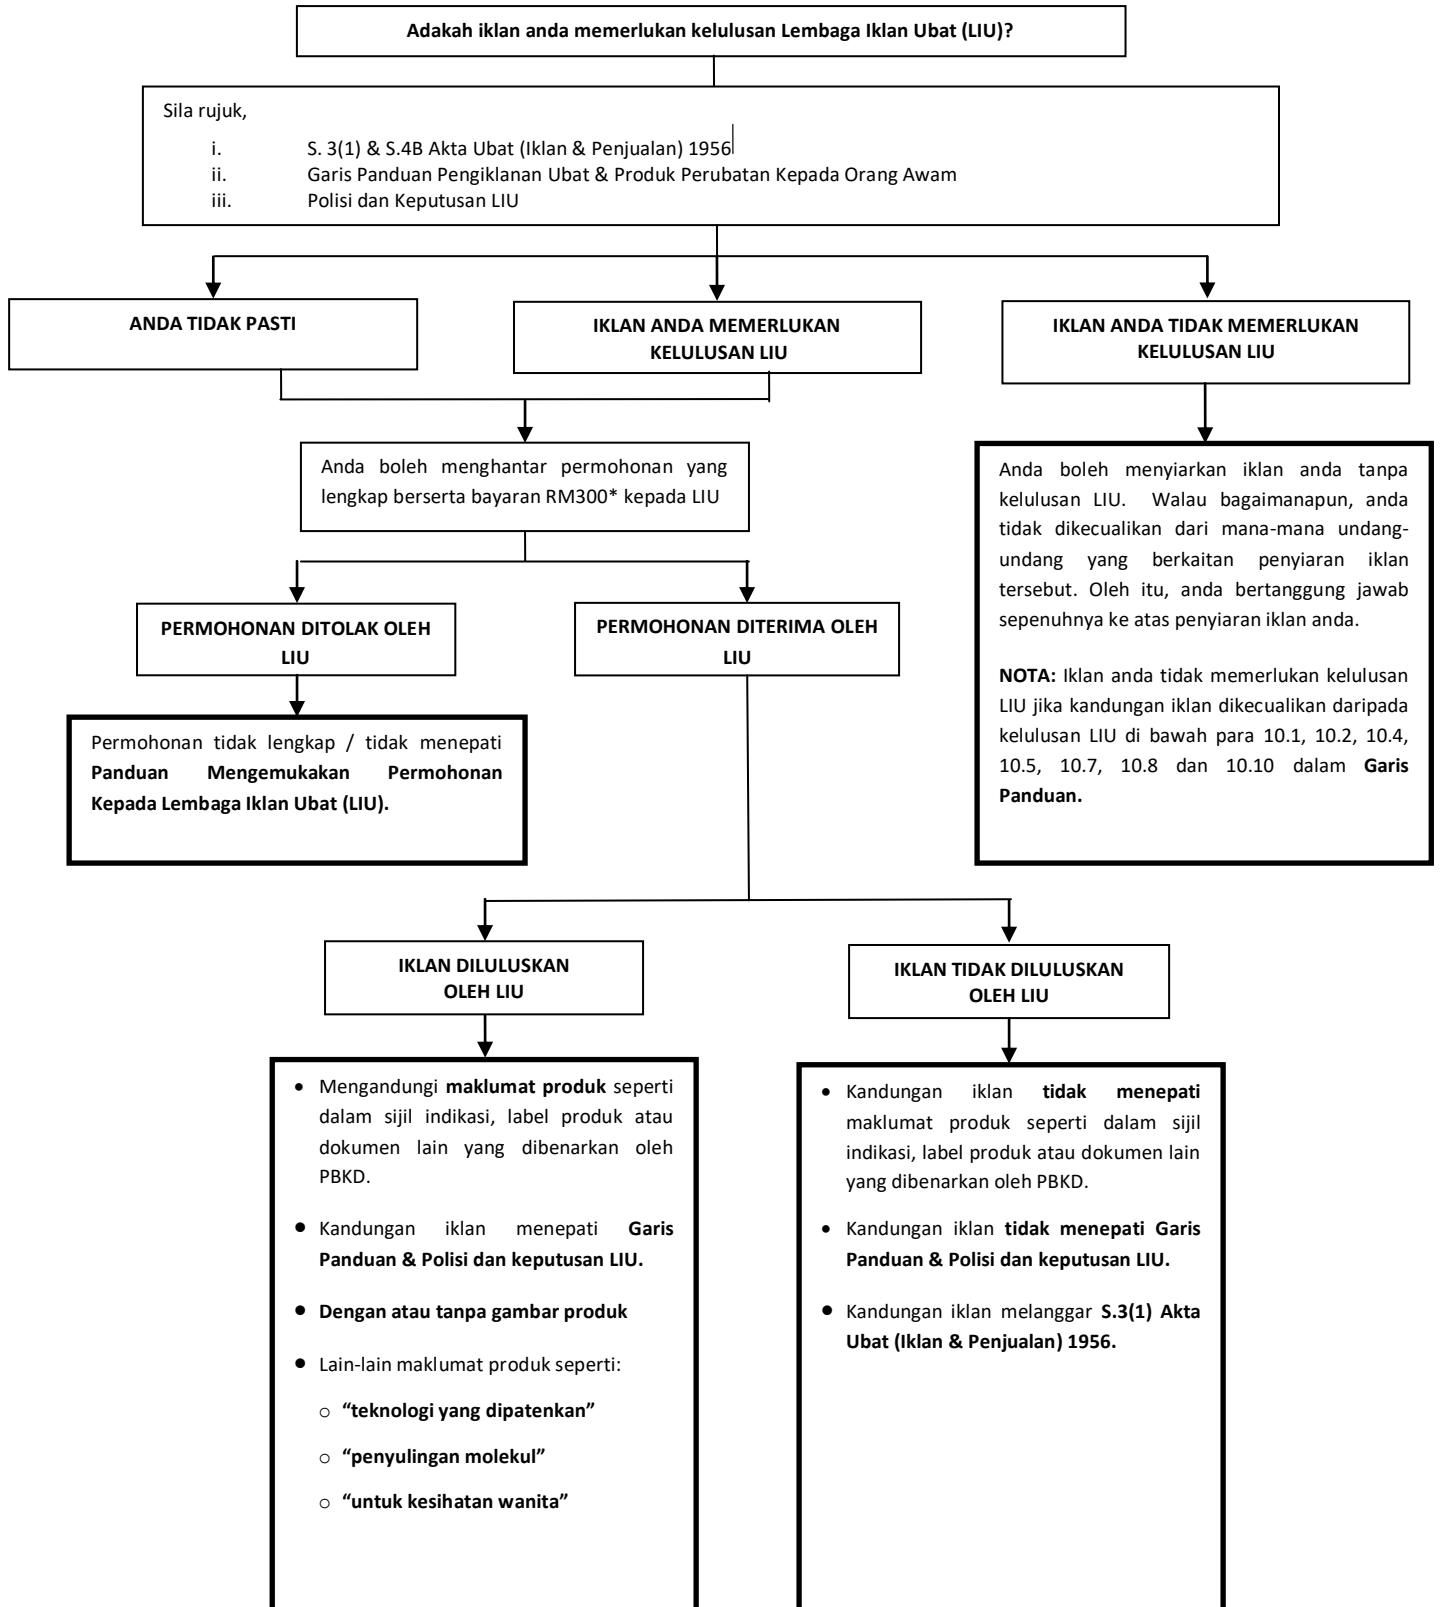 Adakah iklan anda memerlukan kelulusan Lembaga Iklan Ubat (LIU)?
Sila rujuk,
i. S. 3(1) & S.4B Akta Ubat (Iklan & Penjualan) 1956
ii. Garis Panduan Pengiklanan Ubat & Produk Perubatan Kepada Orang Awam
iii. Polisi dan Keputusan LIU
ANDA TIDAK PASTI
IKLAN ANDA MEMERLUKAN
KELULUSAN LIU
IKLAN ANDA TIDAK MEMERLUKAN
KELULUSAN LIU
Anda boleh menghantar permohonan yang
lengkap berserta bayaran RM300* kepada LIU
Anda boleh menyiarkan iklan anda tanpa
kelulusan LIU. Walau bagaimanapun, anda
tidak dikecualikan dari mana-mana undang-
undang yang berkaitan penyiaran iklan
tersebut. Oleh itu, anda bertanggung jawab
sepenuhnya ke atas penyiaran iklan anda.
NOTA: Iklan anda tidak memerlukan kelulusan
LIU jika kandungan iklan dikecualikan daripada
kelulusan LIU di bawah para 10.1, 10.2, 10.4,
10.5, 10.7, 10.8 dan 10.10 dalam Garis
Panduan.
PERMOHONAN DITOLAK OLEH
LIU
PERMOHONAN DITERIMA OLEH
LIU
Permohonan tidak lengkap / tidak menepati
Panduan Mengemukakan Permohonan
Kepada Lembaga Iklan Ubat (LIU).
IKLAN DILULUSKAN
OLEH LIU
IKLAN TIDAK DILULUSKAN
OLEH LIU
• Mengandungi maklumat produk seperti
dalam sijil indikasi, label produk atau
dokumen lain yang dibenarkan oleh
PBKD.
• Kandungan iklan menepati Garis
Panduan & Polisi dan keputusan LIU.
• Dengan atau tanpa gambar produk
• Lain-lain maklumat produk seperti:
o “teknologi yang dipatenkan”
o “penyulingan molekul”
o “untuk kesihatan wanita”
• Kandungan iklan tidak menepati
maklumat produk seperti dalam sijil
indikasi, label produk atau dokumen lain
yang dibenarkan oleh PBKD.
• Kandungan iklan tidak menepati Garis
Panduan & Polisi dan keputusan LIU.
• Kandungan iklan melanggar S.3(1) Akta
Ubat (Iklan & Penjualan) 1956.